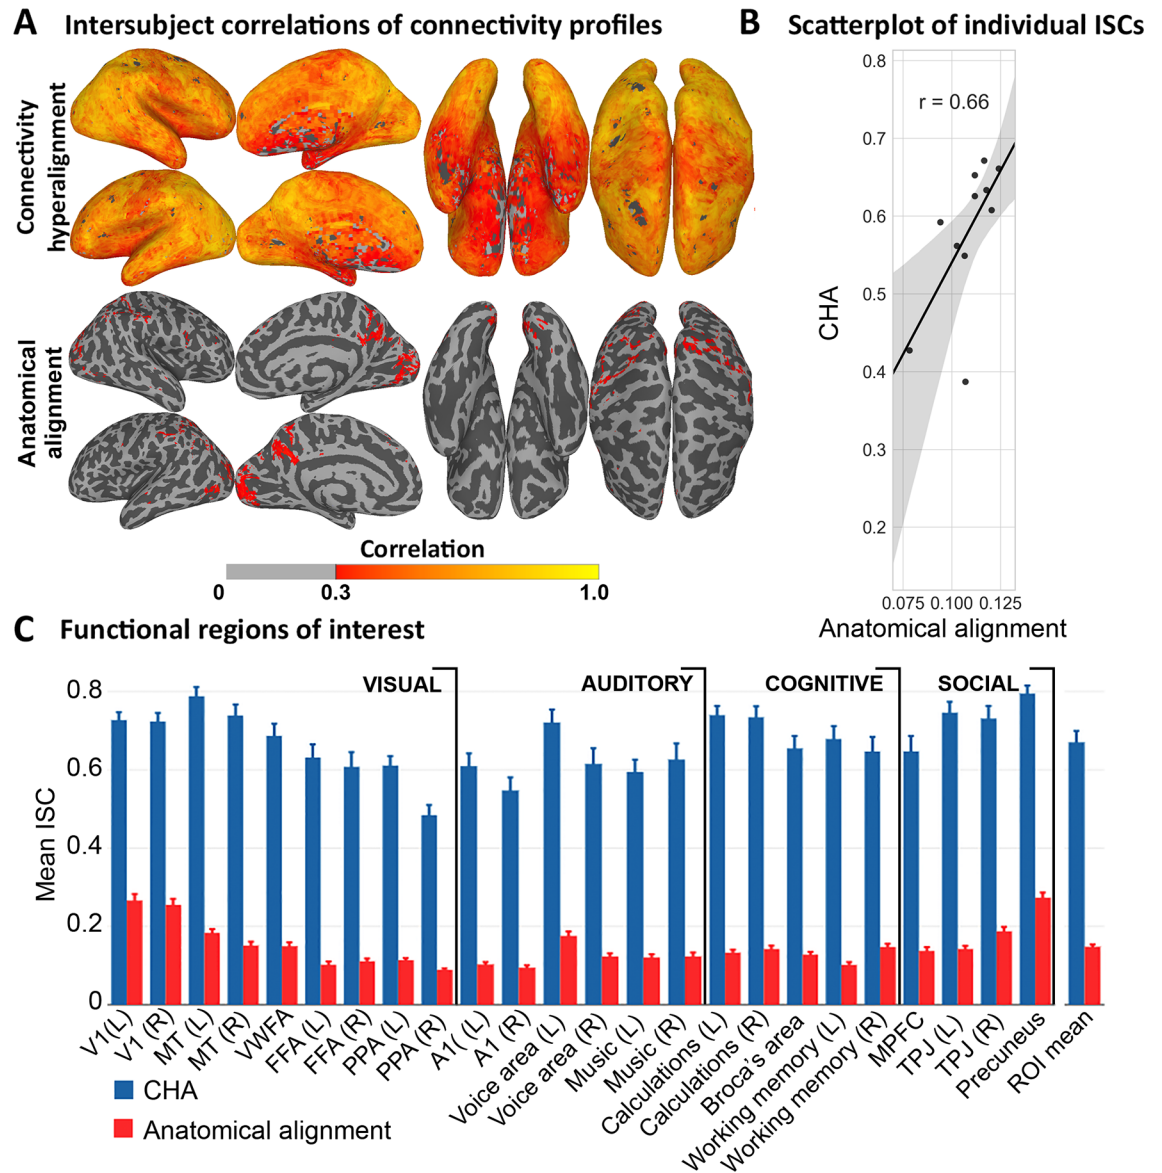 A Intersubject correlations of connectivity profiles
Connectivity
hyperalignment
Anatomical
alignment
Correlation
0 0.3 1.0
B Scatterplot of individual ISCs
0.8
0.7
0.6
0.5
0.4
0.3
0.2
r = 0.66
CHA
0.075 0.100 0.125
Anatomical alignment
C Functional regions of interest
VISUAL AUDITORY COGNITIVE SOCIAL
Mean ISC
0.8
0.6
0.4
0.2
0
V1(L)
V1 (R)
MT (L)
MT (R)
VWFA
FFA (L)
FFA (R)
PPA (L)
PPA (R)
A1( (L)
A1 (R)
Voice area (L)
Voice area (R)
Music (L)
Music (R)
Calculations (L)
Calculations (R)
Broca's area
Working memory (L)
Working memory (R)
MPFC
TPJ (L)
TPJ (R)
Precuneus
ROI mean
CHA
Anatomical alignment